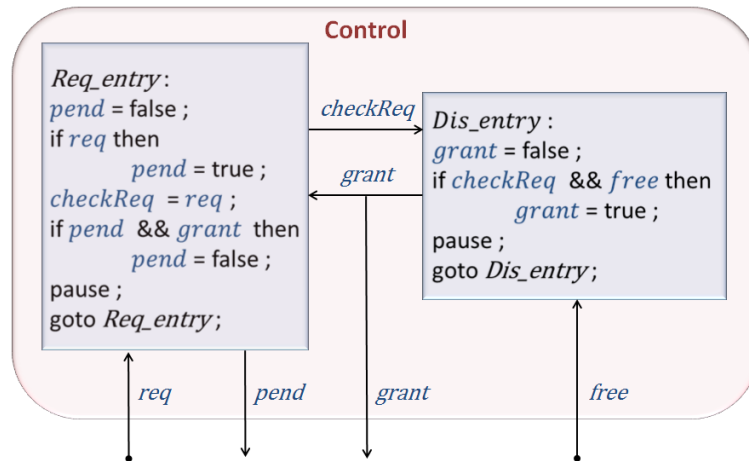 Control
Req_entry :
pend = false ;
if req then
pend = true ;
checkReq = req ;
if pend && grant then
pend = false ;
pause ;
goto Req_entry ;
checkReq
grant
Dis_entry :
grant = false ;
if checkReq && free then
grant = true ;
pause ;
goto Dis_entry ;
req
pend
grant
free